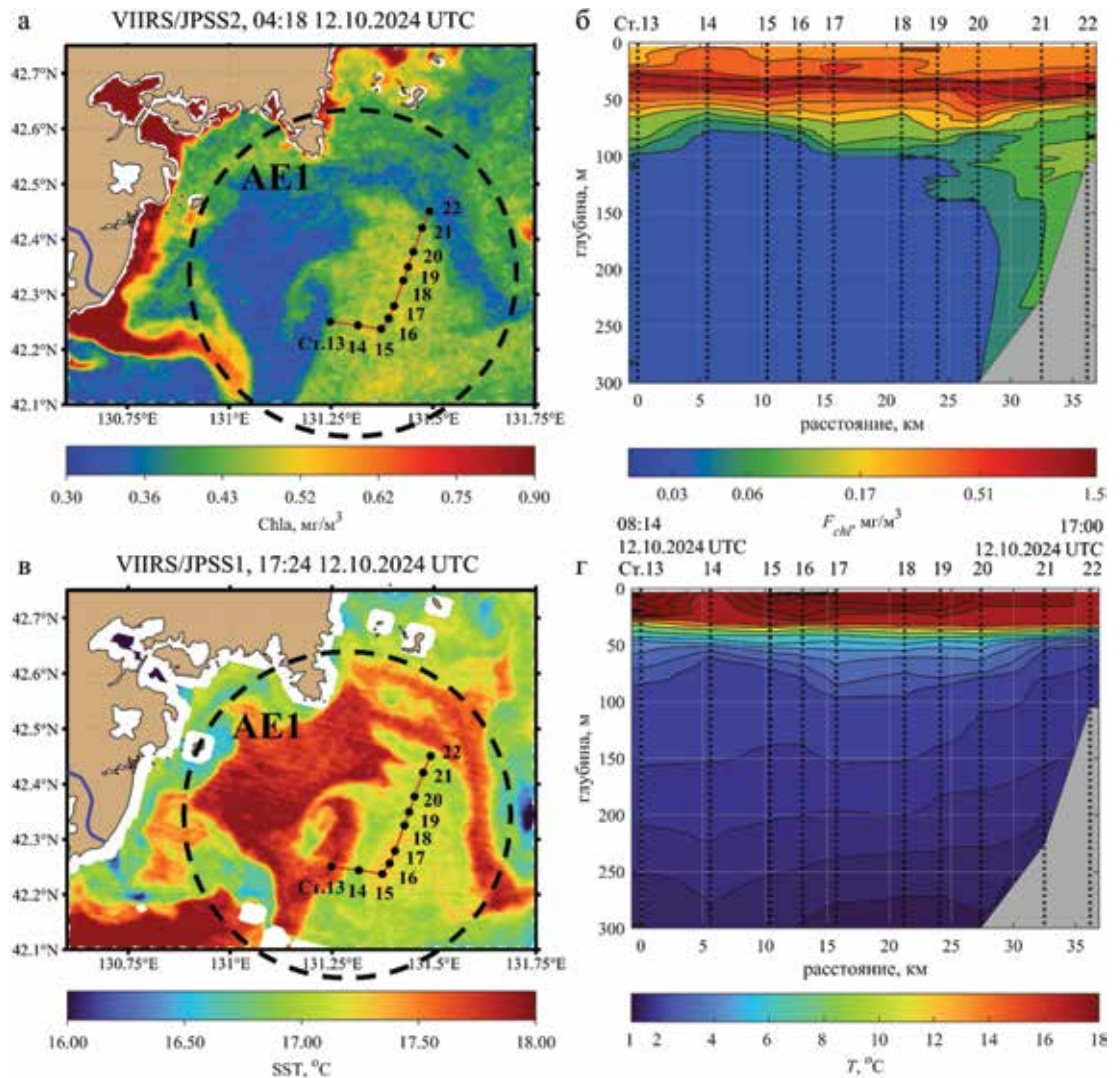 а
VIIRS/JPSS2, 04:18 12.10.2024 UTC
42.7°N
42.6°N
42.5°N
42.4°N
42.3°N
42.2°N
42.1°N
AE1
22
21
20
19
18
17
16
Ст.13 14 15
130.75°E 131°E 131.25°E 131.5°E 131.75°E
0.30 0.36 0.43 0.52 0.62 0.75 0.90
Chla, мг/м³
б
Ст.13 14 15 16 17 18 19 20 21 22
0
50
100
150
200
250
300
глубина, м
0 5 10 15 20 25 30 35
расстояние, км
0.03 0.06 0.17 0.51 1.5
F_chl, мг/м³
08:14 17:00
12.10.2024 UTC 12.10.2024 UTC
в
VIIRS/JPSS1, 17:24 12.10.2024 UTC
42.7°N
42.6°N
42.5°N
42.4°N
42.3°N
42.2°N
42.1°N
AE1
22
21
20
19
18
17
16
Ст.13 14 15
130.75°E 131°E 131.25°E 131.5°E 131.75°E
16.00 16.50 17.00 17.50 18.00
SST, °C
г
Ст.13 14 15 16 17 18 19 20 21 22
0
50
100
150
200
250
300
глубина, м
0 5 10 15 20 25 30 35
расстояние, км
1 2 4 6 8 10 12 14 16 18
T, °C